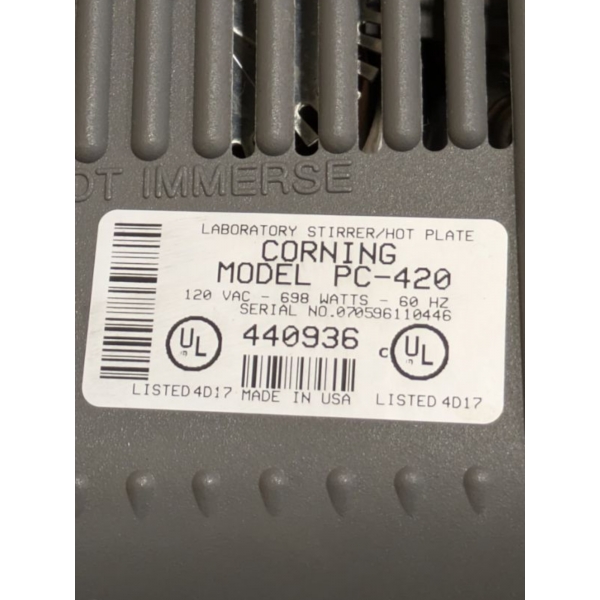 OT IMMERSE
LABORATORY STIRRER/HOT PLATE
CORNING
MODEL PC-420
120 VAC - 698 WATTS - 60 HZ
SERIAL NO.070596110446
UL 440936 c UL
LISTED 4D17 MADE IN USA LISTED 4D17